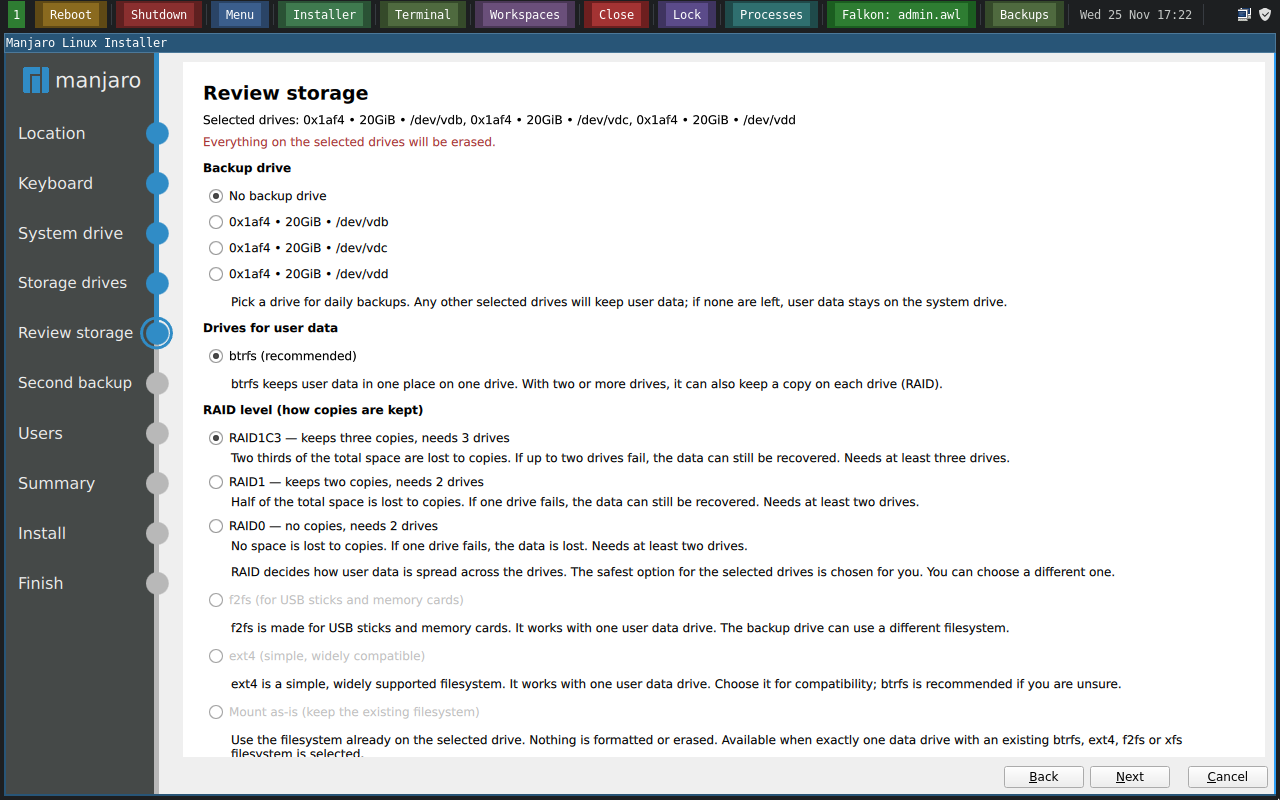 1 Reboot Shutdown Menu Installer Terminal Workspaces Close Lock Processes Falkon: admin.awl Backups Wed 25 Nov 17:22
Manjaro Linux Installer
manjaro
Location
Keyboard
System drive
Storage drives
Review storage
Second backup
Users
Summary
Install
Finish
Review storage
Selected drives: 0x1af4 • 20GiB • /dev/vdb, 0x1af4 • 20GiB • /dev/vdc, 0x1af4 • 20GiB • /dev/vdd
Everything on the selected drives will be erased.
Backup drive
No backup drive
0x1af4 • 20GiB • /dev/vdb
0x1af4 • 20GiB • /dev/vdc
0x1af4 • 20GiB • /dev/vdd
Pick a drive for daily backups. Any other selected drives will keep user data; if none are left, user data stays on the system drive.
Drives for user data
btrfs (recommended)
btrfs keeps user data in one place on one drive. With two or more drives, it can also keep a copy on each drive (RAID).
RAID level (how copies are kept)
RAID1C3 — keeps three copies, needs 3 drives
Two thirds of the total space are lost to copies. If up to two drives fail, the data can still be recovered. Needs at least three drives.
RAID1 — keeps two copies, needs 2 drives
Half of the total space is lost to copies. If one drive fails, the data can still be recovered. Needs at least two drives.
RAID0 — no copies, needs 2 drives
No space is lost to copies. If one drive fails, the data is lost. Needs at least two drives.
RAID decides how user data is spread across the drives. The safest option for the selected drives is chosen for you. You can choose a different one.
f2fs (for USB sticks and memory cards)
f2fs is made for USB sticks and memory cards. It works with one user data drive. The backup drive can use a different filesystem.
ext4 (simple, widely compatible)
ext4 is a simple, widely supported filesystem. It works with one user data drive. Choose it for compatibility; btrfs is recommended if you are unsure.
Mount as-is (keep the existing filesystem)
Use the filesystem already on the selected drive. Nothing is formatted or erased. Available when exactly one data drive with an existing btrfs, ext4, f2fs or xfs
filesystem is selected.
Back Next Cancel